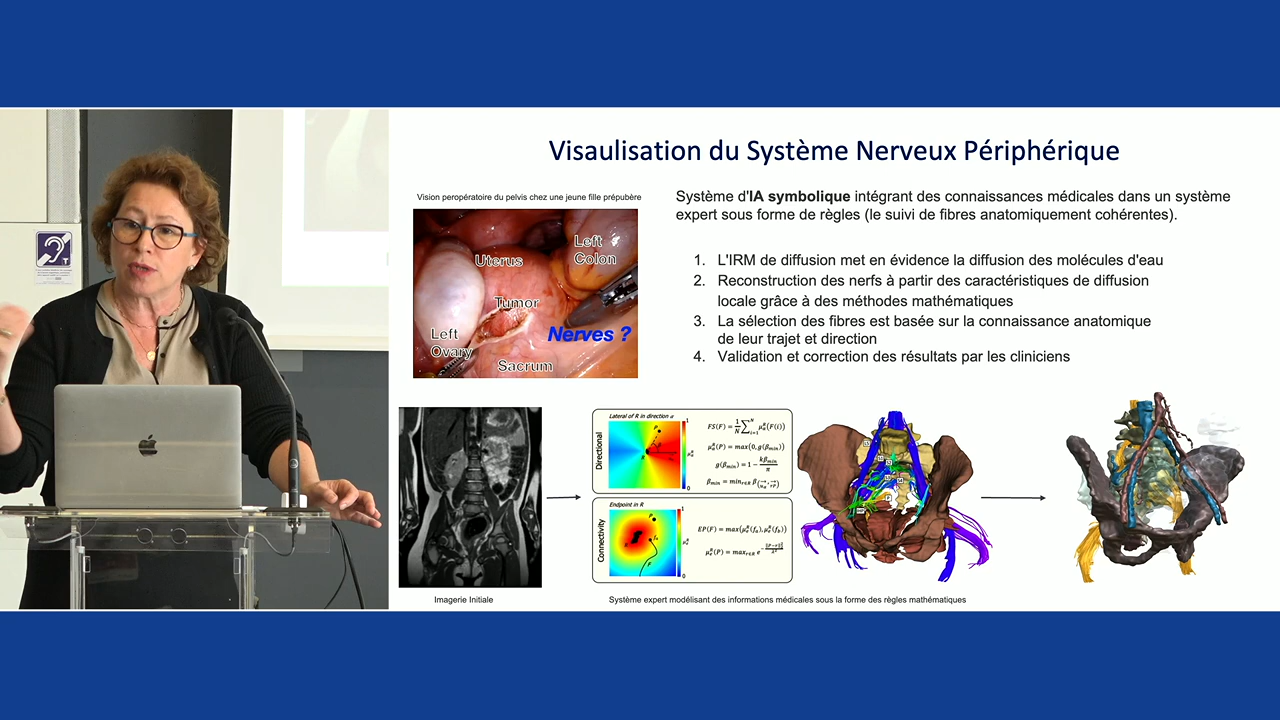 Visaulisation du Système Nerveux Périphérique
Vision peropératoire du pelvis chez une jeune fille prépubère
Uterus
Left
Colon
Tumor
Nerves ?
Left
Ovary
Sacrum
Système d'IA symbolique intégrant des connaissances médicales dans un système
expert sous forme de règles (le suivi de fibres anatomiquement cohérentes).
1. L'IRM de diffusion met en évidence la diffusion des molécules d'eau
2. Reconstruction des nerfs à partir des caractéristiques de diffusion
locale grâce à des méthodes mathématiques
3. La sélection des fibres est basée sur la connaissance anatomique
de leur trajet et direction
4. Validation et correction des résultats par les cliniciens
Imagerie Initiale
Directional
Lateral of R in direction
Connectivity
Endpoint in R
Système expert modélisant des informations médicales sous la forme des règles mathématiques